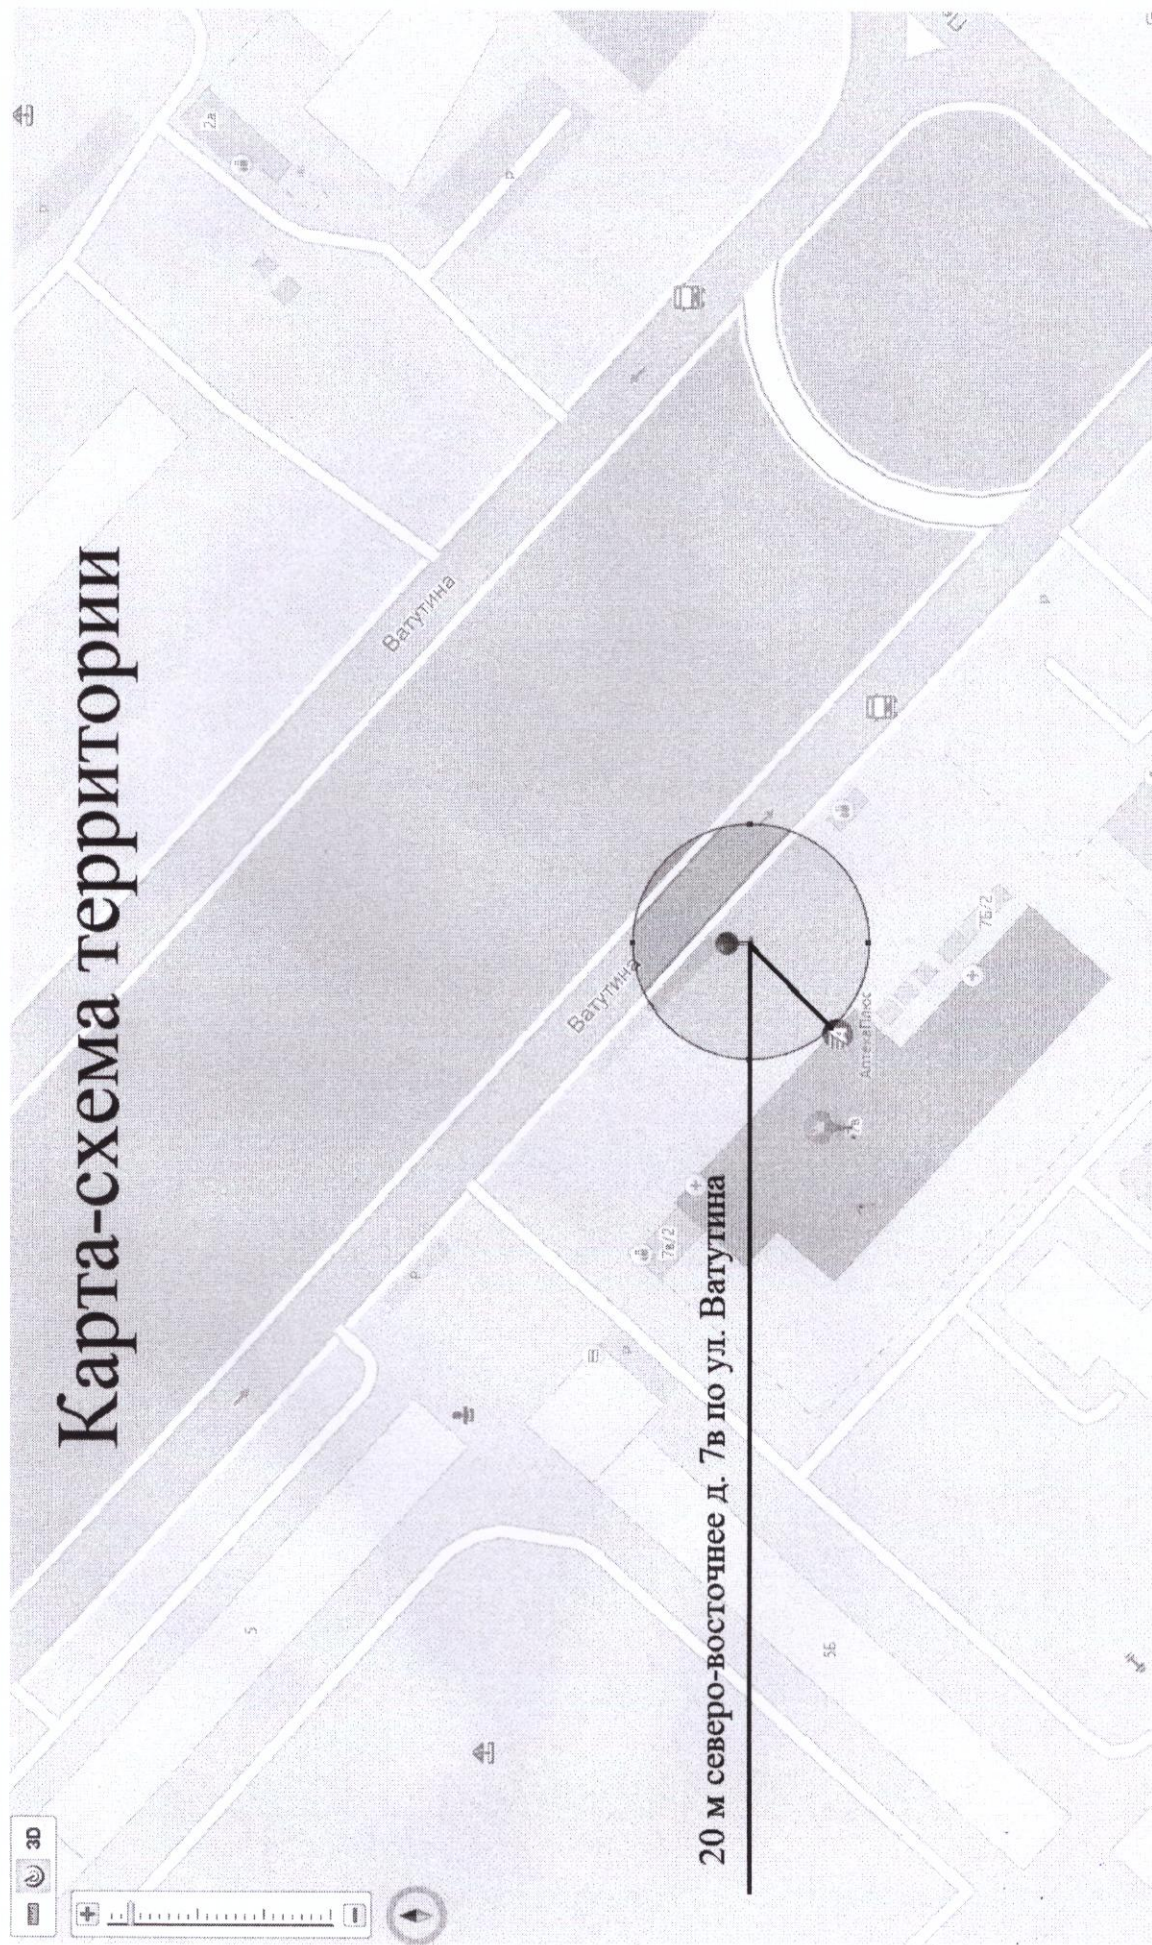 Карта-схема территории
3D
Ватутина
Ватутина
20 м северо-восточнее д. 7в по ул. Ватутина
АптекаПлюс
2а
5
5Б
7в
7в/2
7Б/2
P
P
P
P
P